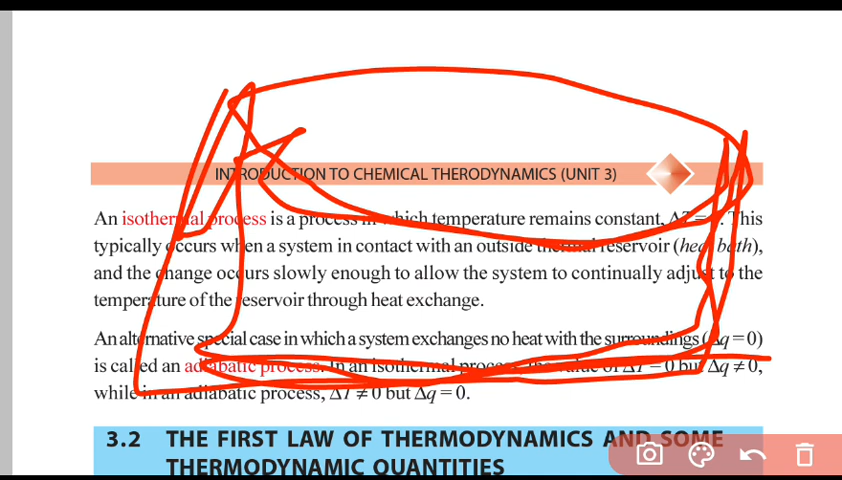 INTRODUCTION TO CHEMICAL THERODYNAMICS (UNIT 3)
An isothermal process is a process in which temperature remains constant, ΔT = . This
typically occurs when a system in contact with an outside thermal reservoir (heat bath),
and the change occurs slowly enough to allow the system to continually adjust to the
temperature of the reservoir through heat exchange.
An alternative special case in which a system exchanges no heat with the surroundings (Δq = 0)
is called an adiabatic process. In an isothermal process, the value of ΔT = 0 but Δq ≠ 0,
while in an adiabatic process, ΔT ≠ 0 but Δq = 0.
3.2 THE FIRST LAW OF THERMODYNAMICS AND SOME
THERMODYNAMIC QUANTITIES